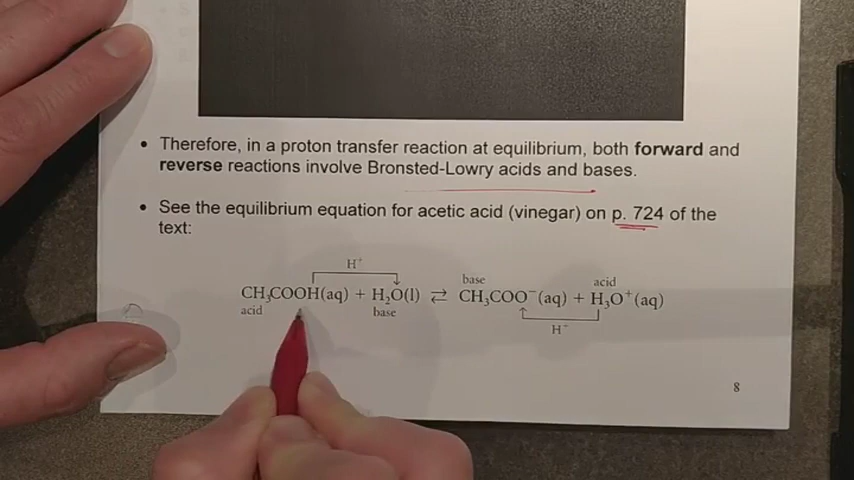 • Therefore, in a proton transfer reaction at equilibrium, both forward and
reverse reactions involve Bronsted-Lowry acids and bases.
• See the equilibrium equation for acetic acid (vinegar) on p. 724 of the
text:
H⁺
base acid
CH₃COOH(aq) + H₂O(l) ⇄ CH₃COO⁻(aq) + H₃O⁺(aq)
acid base
H⁺
8